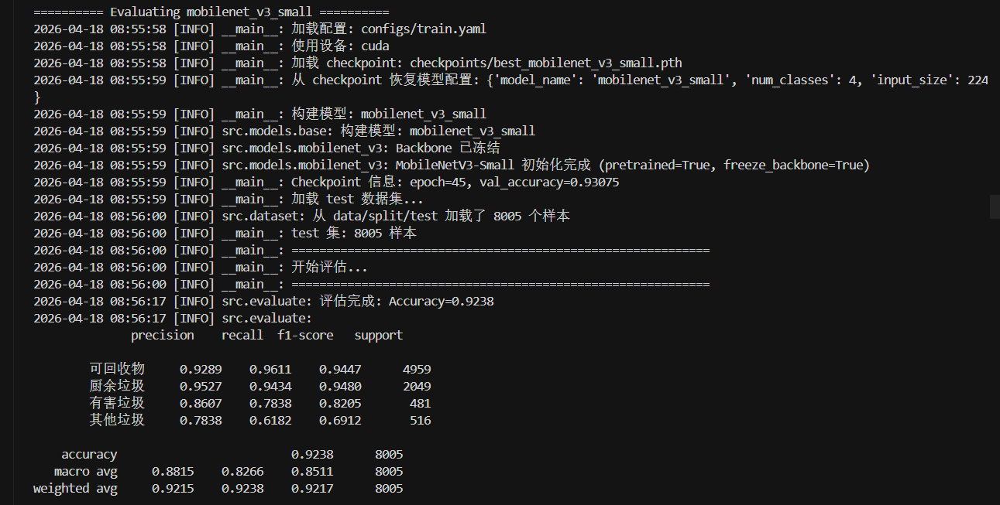 ========== Evaluating mobilenet_v3_small ==========
2026-04-18 08:55:58 [INFO] __main__: 加载配置: configs/train.yaml
2026-04-18 08:55:58 [INFO] __main__: 使用设备: cuda
2026-04-18 08:55:58 [INFO] __main__: 加载 checkpoint: checkpoints/best_mobilenet_v3_small.pth
2026-04-18 08:55:59 [INFO] __main__: 从 checkpoint 恢复模型配置: {'model_name': 'mobilenet_v3_small', 'num_classes': 4, 'input_size': 224
}
2026-04-18 08:55:59 [INFO] __main__: 构建模型: mobilenet_v3_small
2026-04-18 08:55:59 [INFO] src.models.base: 构建模型: mobilenet_v3_small
2026-04-18 08:55:59 [INFO] src.models.mobilenet_v3: Backbone 已冻结
2026-04-18 08:55:59 [INFO] src.models.mobilenet_v3: MobileNetV3-Small 初始化完成 (pretrained=True, freeze_backbone=True)
2026-04-18 08:55:59 [INFO] __main__: Checkpoint 信息: epoch=45, val_accuracy=0.93075
2026-04-18 08:55:59 [INFO] __main__: 加载 test 数据集...
2026-04-18 08:56:00 [INFO] src.dataset: 从 data/split/test 加载了 8005 个样本
2026-04-18 08:56:00 [INFO] __main__: test 集: 8005 样本
2026-04-18 08:56:00 [INFO] __main__: ============================================================
2026-04-18 08:56:00 [INFO] __main__: 开始评估...
2026-04-18 08:56:00 [INFO] __main__: ============================================================
2026-04-18 08:56:17 [INFO] src.evaluate: 评估完成: Accuracy=0.9238
2026-04-18 08:56:17 [INFO] src.evaluate:
precision recall f1-score support
可回收物 0.9289 0.9611 0.9447 4959
厨余垃圾 0.9527 0.9434 0.9480 2049
有害垃圾 0.8607 0.7838 0.8205 481
其他垃圾 0.7838 0.6182 0.6912 516
accuracy 0.9238 8005
macro avg 0.8815 0.8266 0.8511 8005
weighted avg 0.9215 0.9238 0.9217 8005